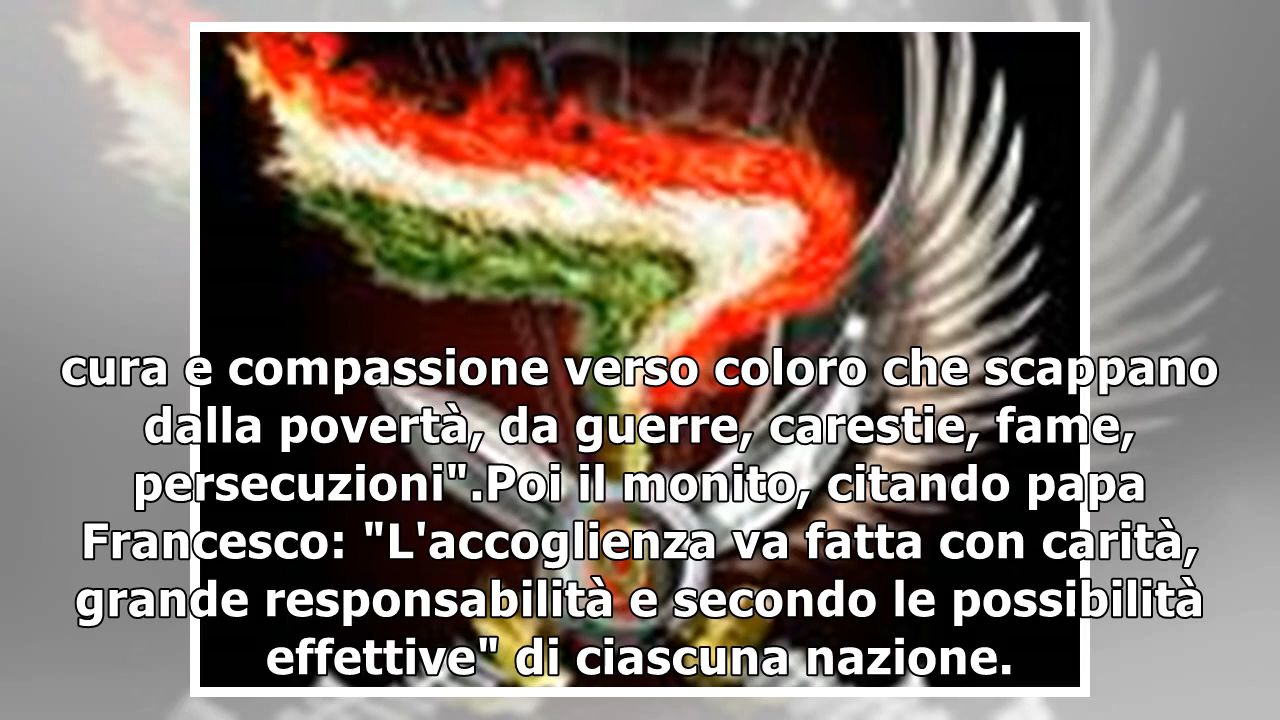 cura e compassione verso coloro che scappano
dalla povertà, da guerre, carestie, fame,
persecuzioni".Poi il monito, citando papa
Francesco: "L'accoglienza va fatta con carità,
grande responsabilità e secondo le possibilità
effettive" di ciascuna nazione.